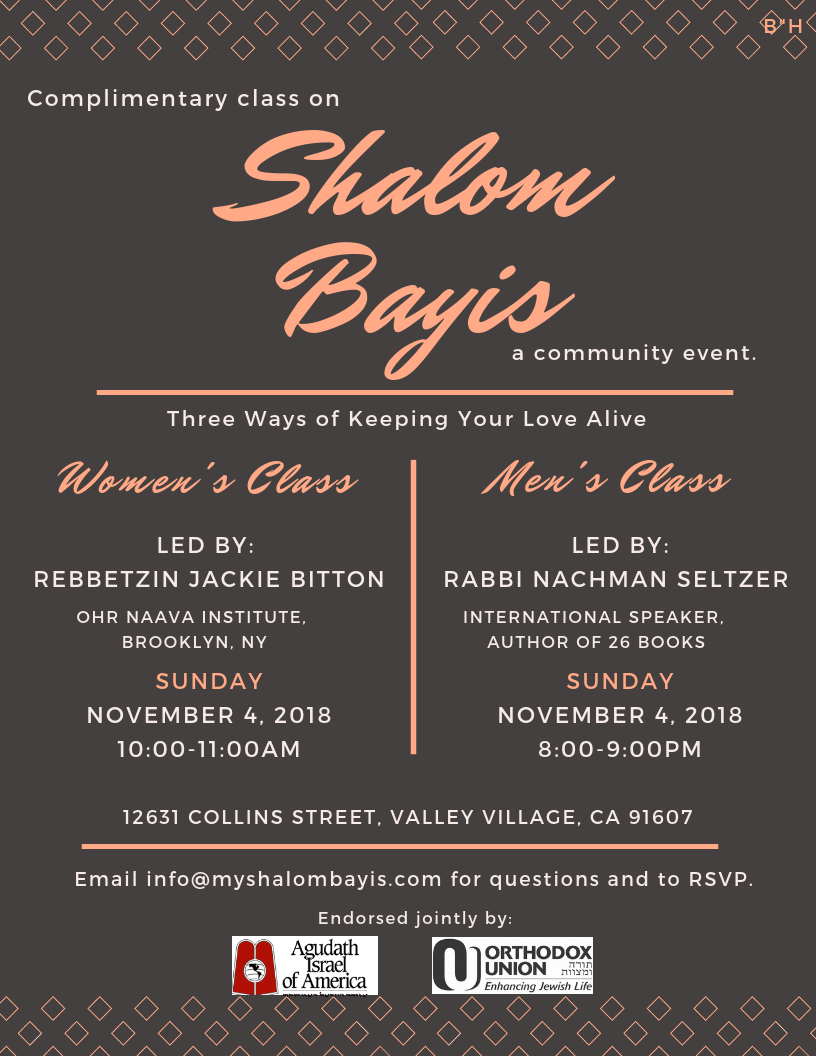 B"H
Complimentary class on
Shalom
Bayis
a community event.
Three Ways of Keeping Your Love Alive
Women's Class
LED BY:
REBBETZIN JACKIE BITTON
OHR NAAVA INSTITUTE,
BROOKLYN, NY
SUNDAY
NOVEMBER 4, 2018
10:00-11:00AM
Men's Class
LED BY:
RABBI NACHMAN SELTZER
INTERNATIONAL SPEAKER,
AUTHOR OF 26 BOOKS
SUNDAY
NOVEMBER 4, 2018
8:00-9:00PM
12631 COLLINS STREET, VALLEY VILLAGE, CA 91607
Email info@myshalombayis.com for questions and to RSVP.
Endorsed jointly by:
Agudath
Israel
of America
ORTHODOX
UNION
תורה
ומצוות
Enhancing Jewish Life